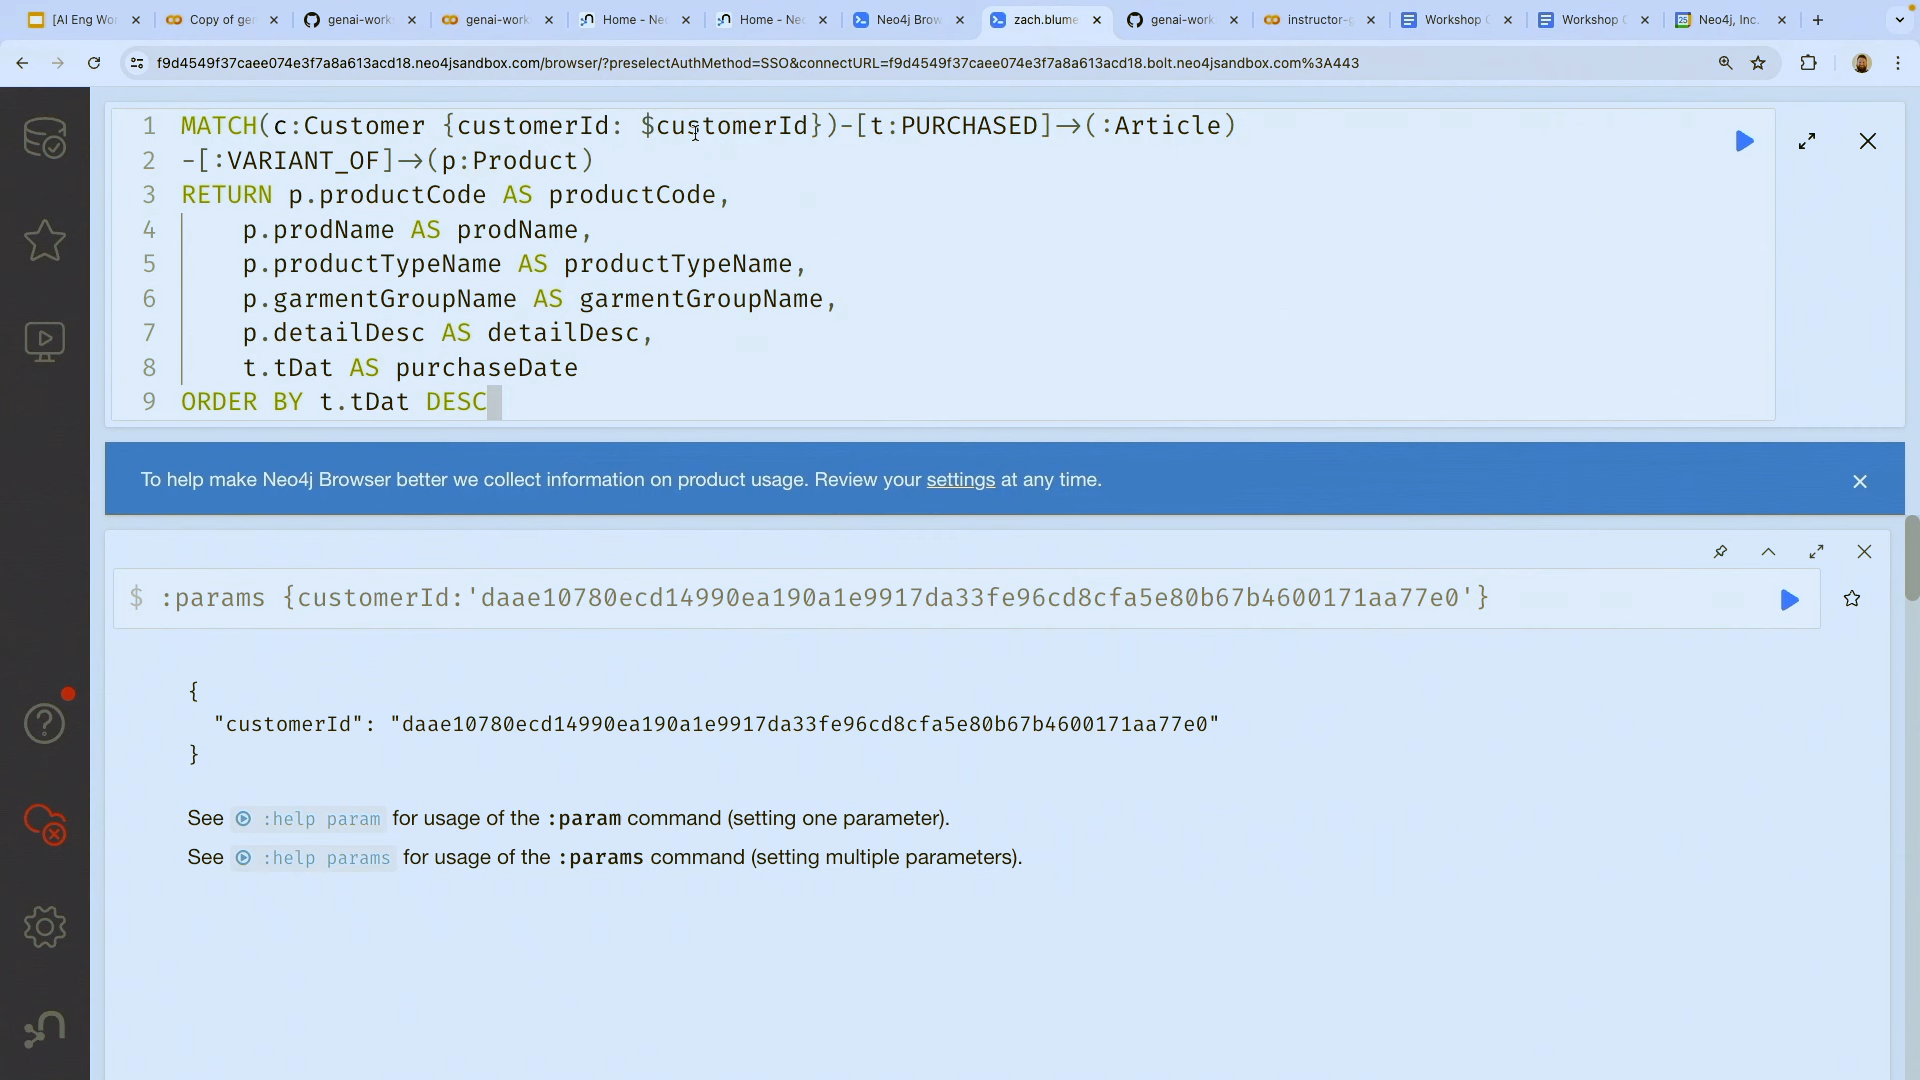 [AI Eng Wo
Copy of ge
genai-work
genai-work
Home - Ne
Home - Ne
Neo4j Brow
zach.blume
genai-work
instructor-g
Workshop
Workshop
Neo4j, Inc.
f9d4549f37caee074e3f7a8a613acd18.neo4jsandbox.com/browser/?preselectAuthMethod=SSO&connectURL=f9d4549f37caee074e3f7a8a613acd18.bolt.neo4jsandbox.com%3A443
1 MATCH(c:Customer {customerId: $customerId})-[t:PURCHASED]->(:Article)
2 -[:VARIANT_OF]->(p:Product)
3 RETURN p.productCode AS productCode,
4 p.prodName AS prodName,
5 p.productTypeName AS productTypeName,
6 p.garmentGroupName AS garmentGroupName,
7 p.detailDesc AS detailDesc,
8 t.tDat AS purchaseDate
9 ORDER BY t.tDat DESC
To help make Neo4j Browser better we collect information on product usage. Review your settings at any time.
$ :params {customerId:'daae10780ecd14990ea190a1e9917da33fe96cd8cfa5e80b67b4600171aa77e0'}
{
"customerId": "daae10780ecd14990ea190a1e9917da33fe96cd8cfa5e80b67b4600171aa77e0"
}
See :help param for usage of the :param command (setting one parameter).
See :help params for usage of the :params command (setting multiple parameters).